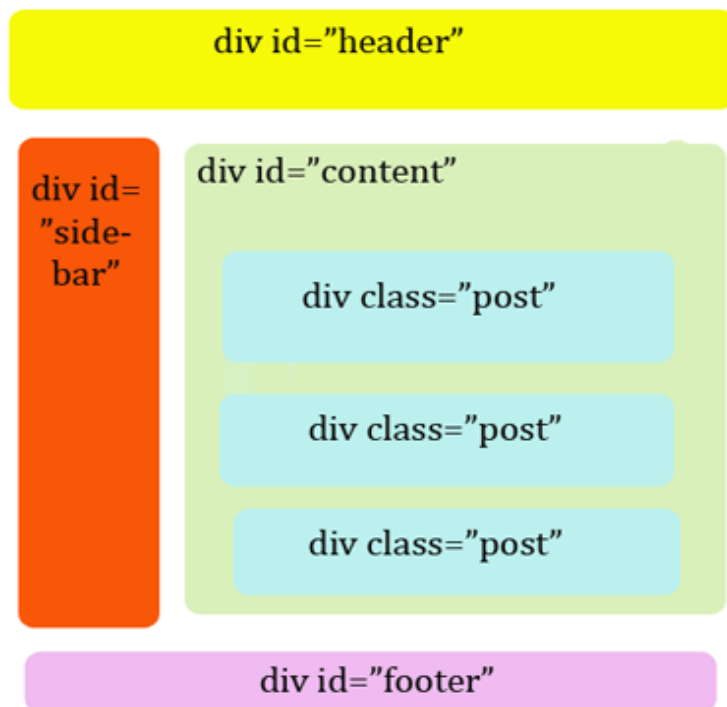 div id=”header”
div id=
”side-
bar”
div id=”content”
div class=”post”
div class=”post”
div class=”post”
div id=”footer”